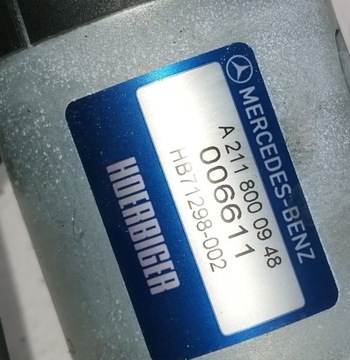 MERCEDES-BENZ
A 211 800 09 48
006611
HB71298-002
HOERBIGER